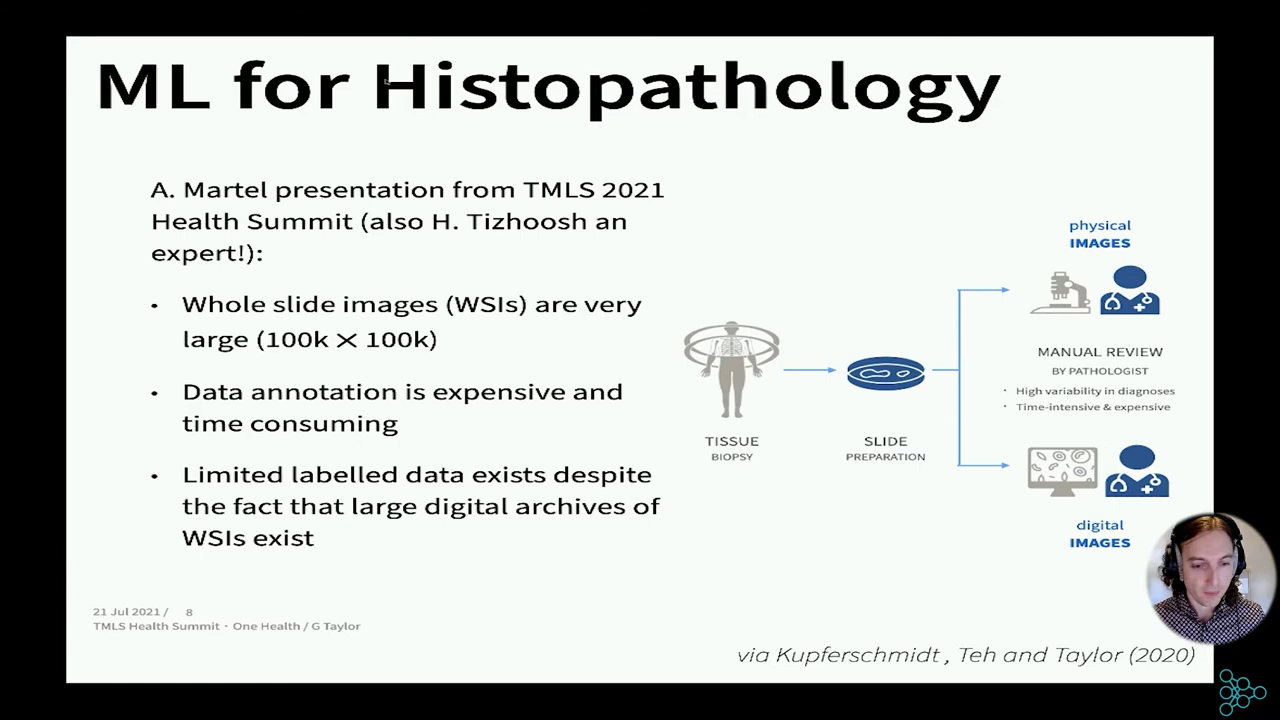 ML for Histopathology
A. Martel presentation from TMLS 2021
Health Summit (also H. Tizhoosh an
expert!):
• Whole slide images (WSIs) are very
large (100k × 100k)
• Data annotation is expensive and
time consuming
• Limited labelled data exists despite
the fact that large digital archives of
WSIs exist
TISSUE
BIOPSY
SLIDE
PREPARATION
physical
IMAGES
MANUAL REVIEW
BY PATHOLOGIST
• High variability in diagnoses
• Time-intensive & expensive
digital
IMAGES
21 Jul 2021 / 8
TMLS Health Summit · One Health / G Taylor
via Kupferschmidt , Teh and Taylor (2020)